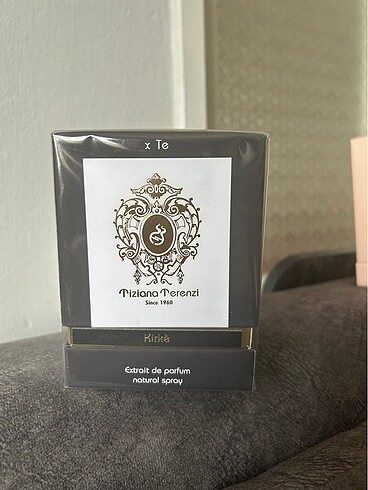 x Te
Tiziana Terenzi
Since 1968
Kirkè
Extrait de parfum
natural spray